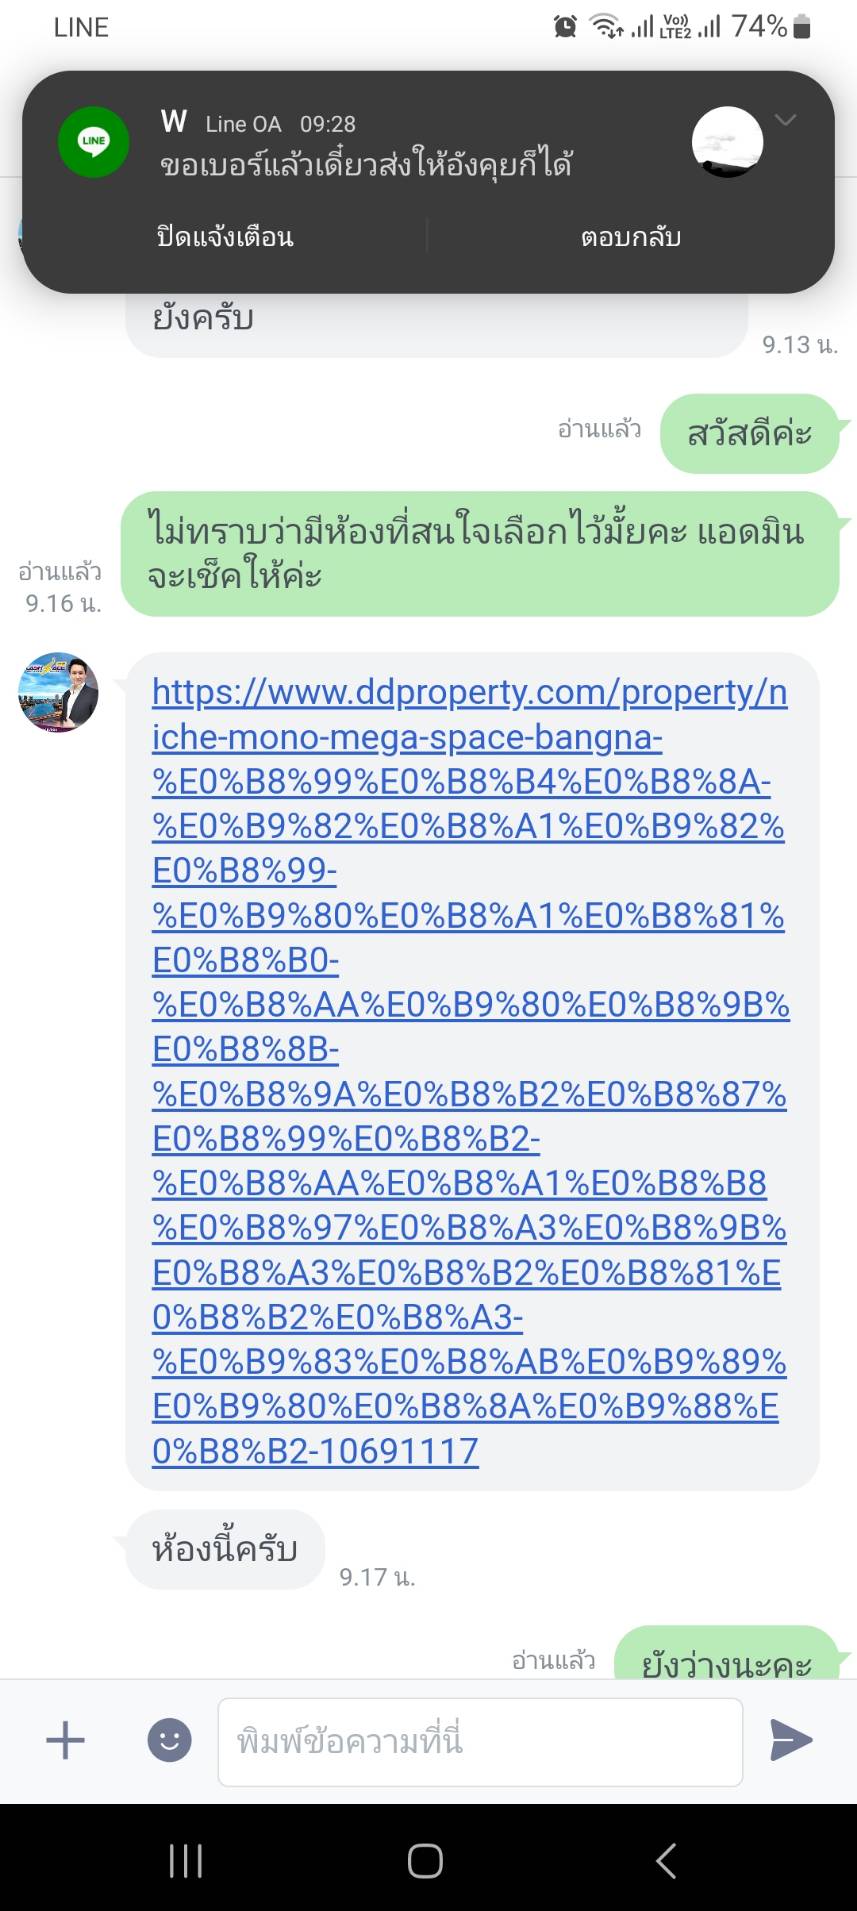 LINE
Vo))
LTE2
74%
LINE
W Line OA 09:28
ขอเบอร์แล้วเดี๋ยวส่งให้อังคุยก็ได้
ปิดแจ้งเตือน
ตอบกลับ
ยังครับ
9.13 น.
อ่านแล้ว
สวัสดีค่ะ
ไม่ทราบว่ามีห้องที่สนใจเลือกไว้มั้ยคะ แอดมิน
จะเช็คให้ค่ะ
อ่านแล้ว
9.16 น.
https://www.ddproperty.com/property/n
iche-mono-mega-space-bangna-
%E0%B8%99%E0%B8%B4%E0%B8%8A-
%E0%B9%82%E0%B8%A1%E0%B9%82%
E0%B8%99-
%E0%B9%80%E0%B8%A1%E0%B8%81%
E0%B8%B0-
%E0%B8%AA%E0%B9%80%E0%B8%9B%
E0%B8%8B-
%E0%B8%9A%E0%B8%B2%E0%B8%87%
E0%B8%99%E0%B8%B2-
%E0%B8%AA%E0%B8%A1%E0%B8%B8
%E0%B8%97%E0%B8%A3%E0%B8%9B%
E0%B8%A3%E0%B8%B2%E0%B8%81%E
0%B8%B2%E0%B8%A3-
%E0%B9%83%E0%B8%AB%E0%B9%89%
E0%B9%80%E0%B8%8A%E0%B9%88%E
0%B8%B2-10691117
ห้องนี้ครับ
9.17 น.
อ่านแล้ว
ยังว่างนะคะ
พิมพ์ข้อความที่นี่